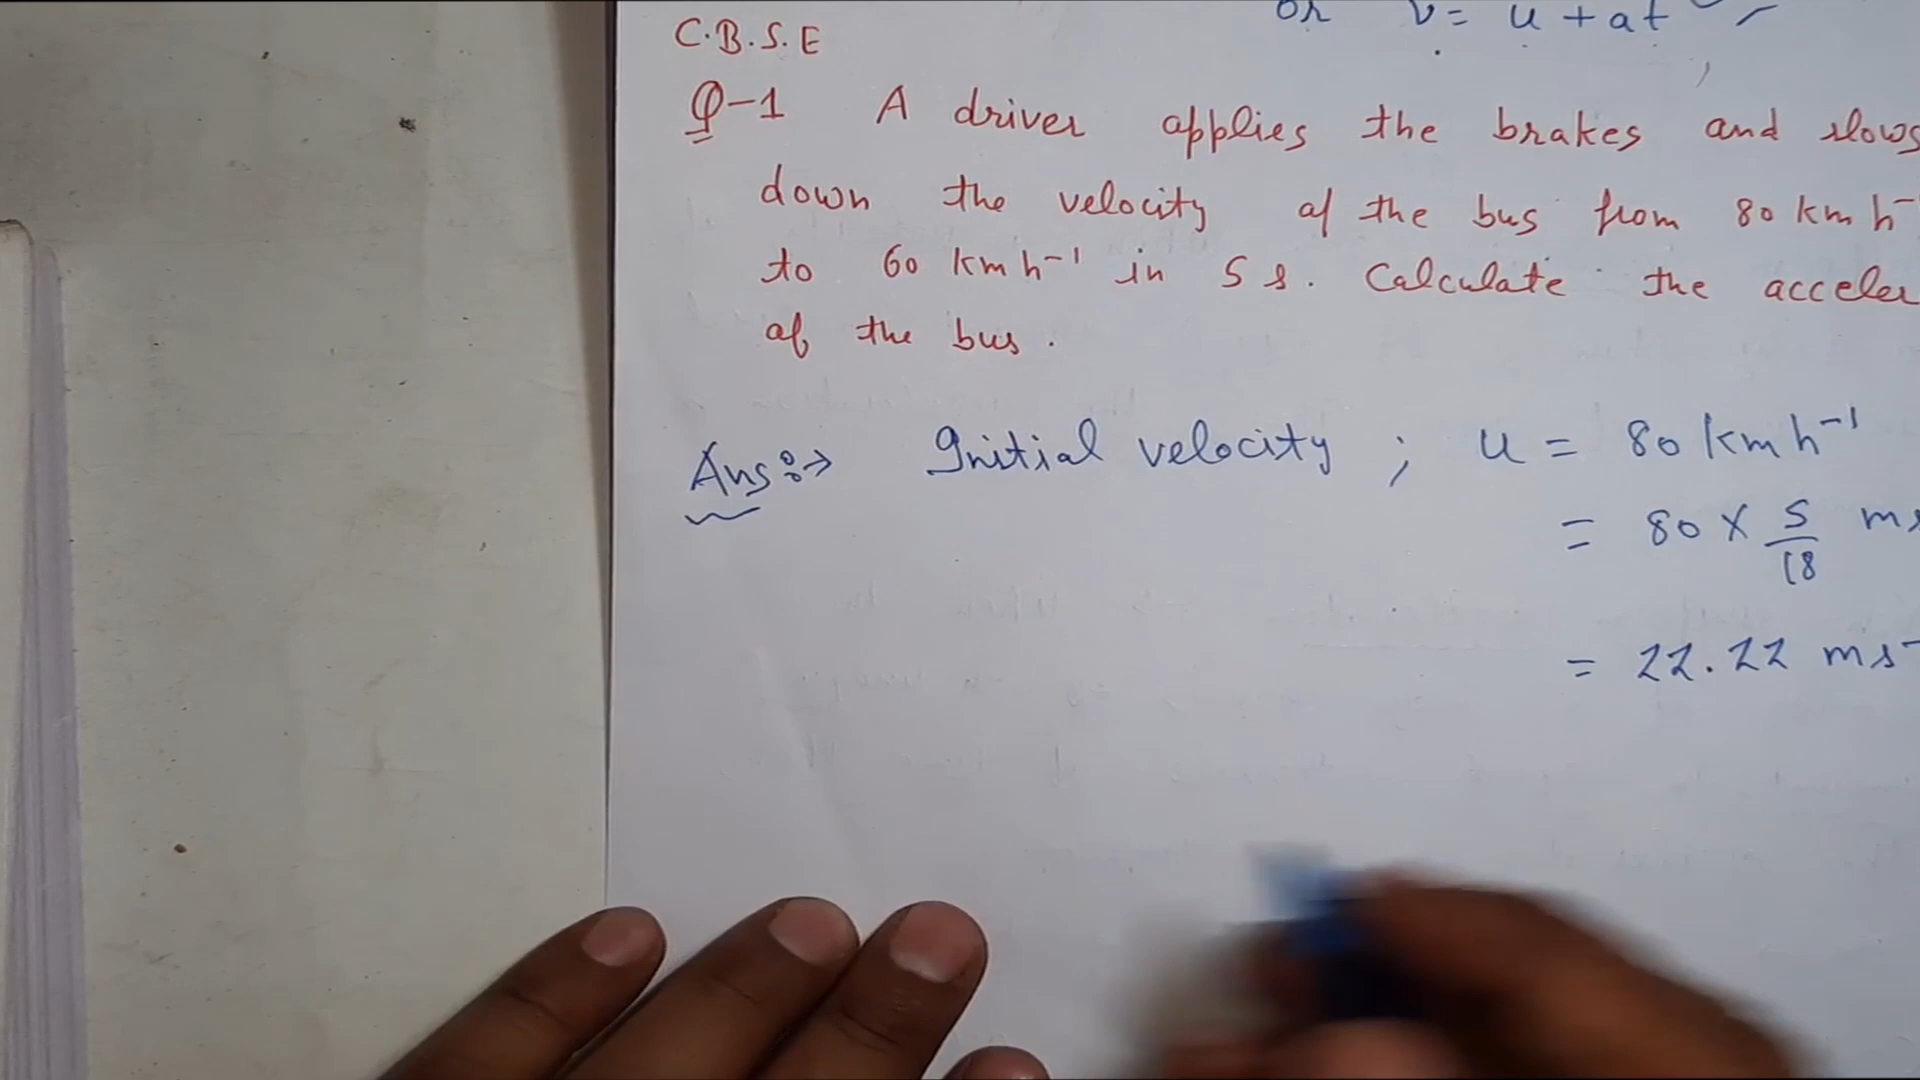 or v = u + at
C.B.S.E
Q-1 A driver applies the brakes and slows
down the velocity of the bus from 80 km h⁻
to 60 km h⁻¹ in 5 s. Calculate the acceler
of the bus.
Ans:→ Initial velocity ; u = 80 km h⁻¹
= 80 × 5/18 ms
= 22.22 ms⁻